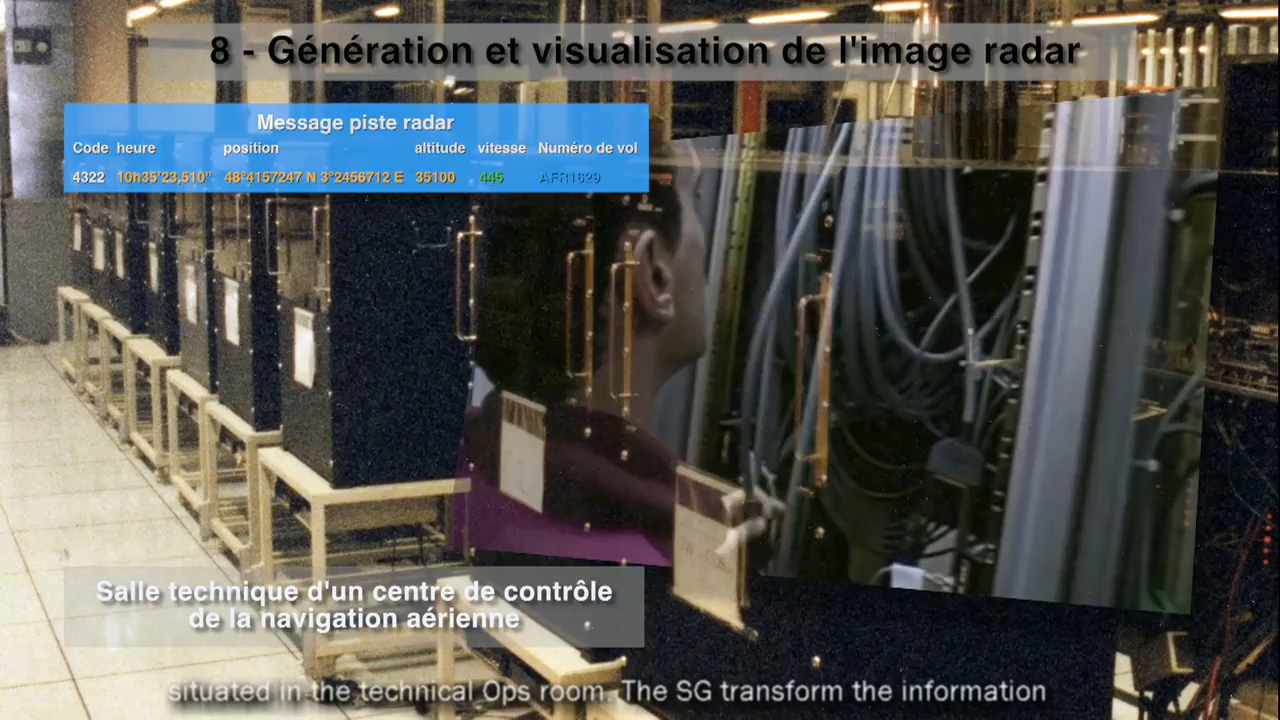 8 - Génération et visualisation de l'image radar
Message piste radar
Code heure position altitude vitesse Numéro de vol
4322 10h35'23,510" 48°4157247 N 3°2456712 E 35100 445 AFR1629
Salle technique d'un centre de contrôle
de la navigation aérienne
situated in the technical Ops room. The SG transform the information